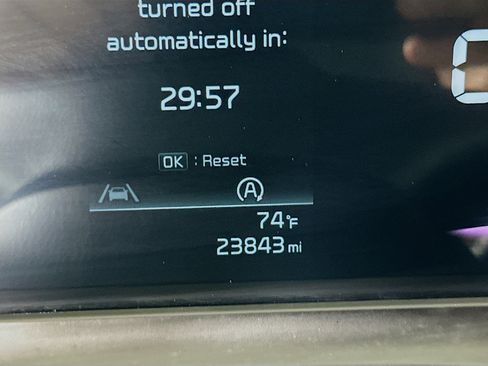 turned off
automatically in:
29:57
OK : Reset
A
74°F
23843 mi